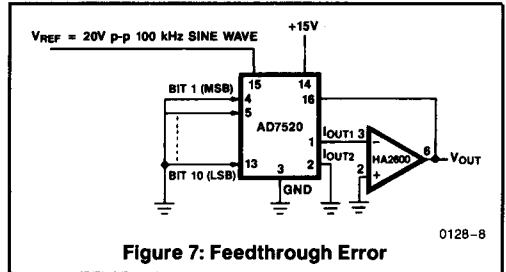 +15V
VREF = 20V p-p 100 kHz SINE WAVE
15
14
BIT 1 (MSB)
4
16
5
AD7520
IOUT1 3
1
−
6
HA2600
VOUT
IOUT2
13
2
2
+
BIT 10 (LSB)
3
GND
0128-8
Figure 7: Feedthrough Error